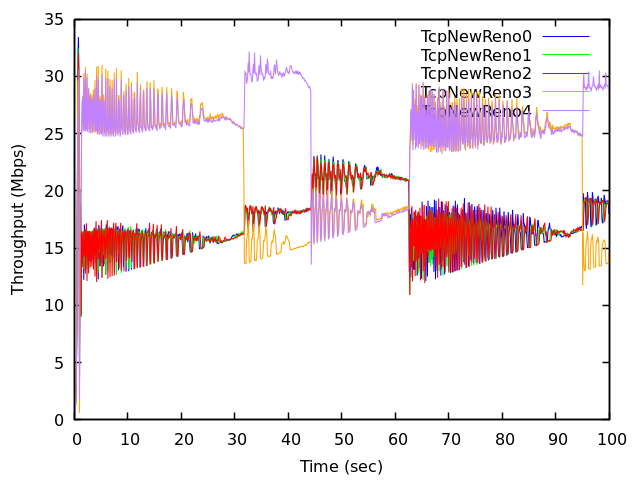 35
30
25
20
15
10
5
0
0 10 20 30 40 50 60 70 80 90 100
Throughput (Mbps)
Time (sec)
TcpNewReno0
TcpNewReno1
TcpNewReno2
TcpNewReno3
TcpNewReno4